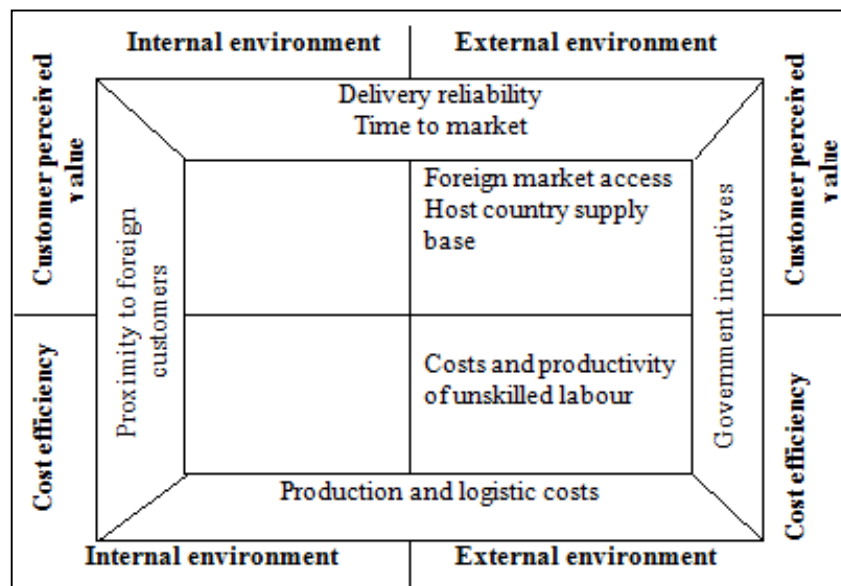 Internal environment
External environment
Customer perceived
value
Delivery reliability
Time to market
Customer perceived
value
Foreign market access
Host country supply
base
Proximity to foreign
customers
Government incentives
Cost efficiency
Costs and productivity
of unskilled labour
Cost efficiency
Production and logistic costs
Internal environment
External environment